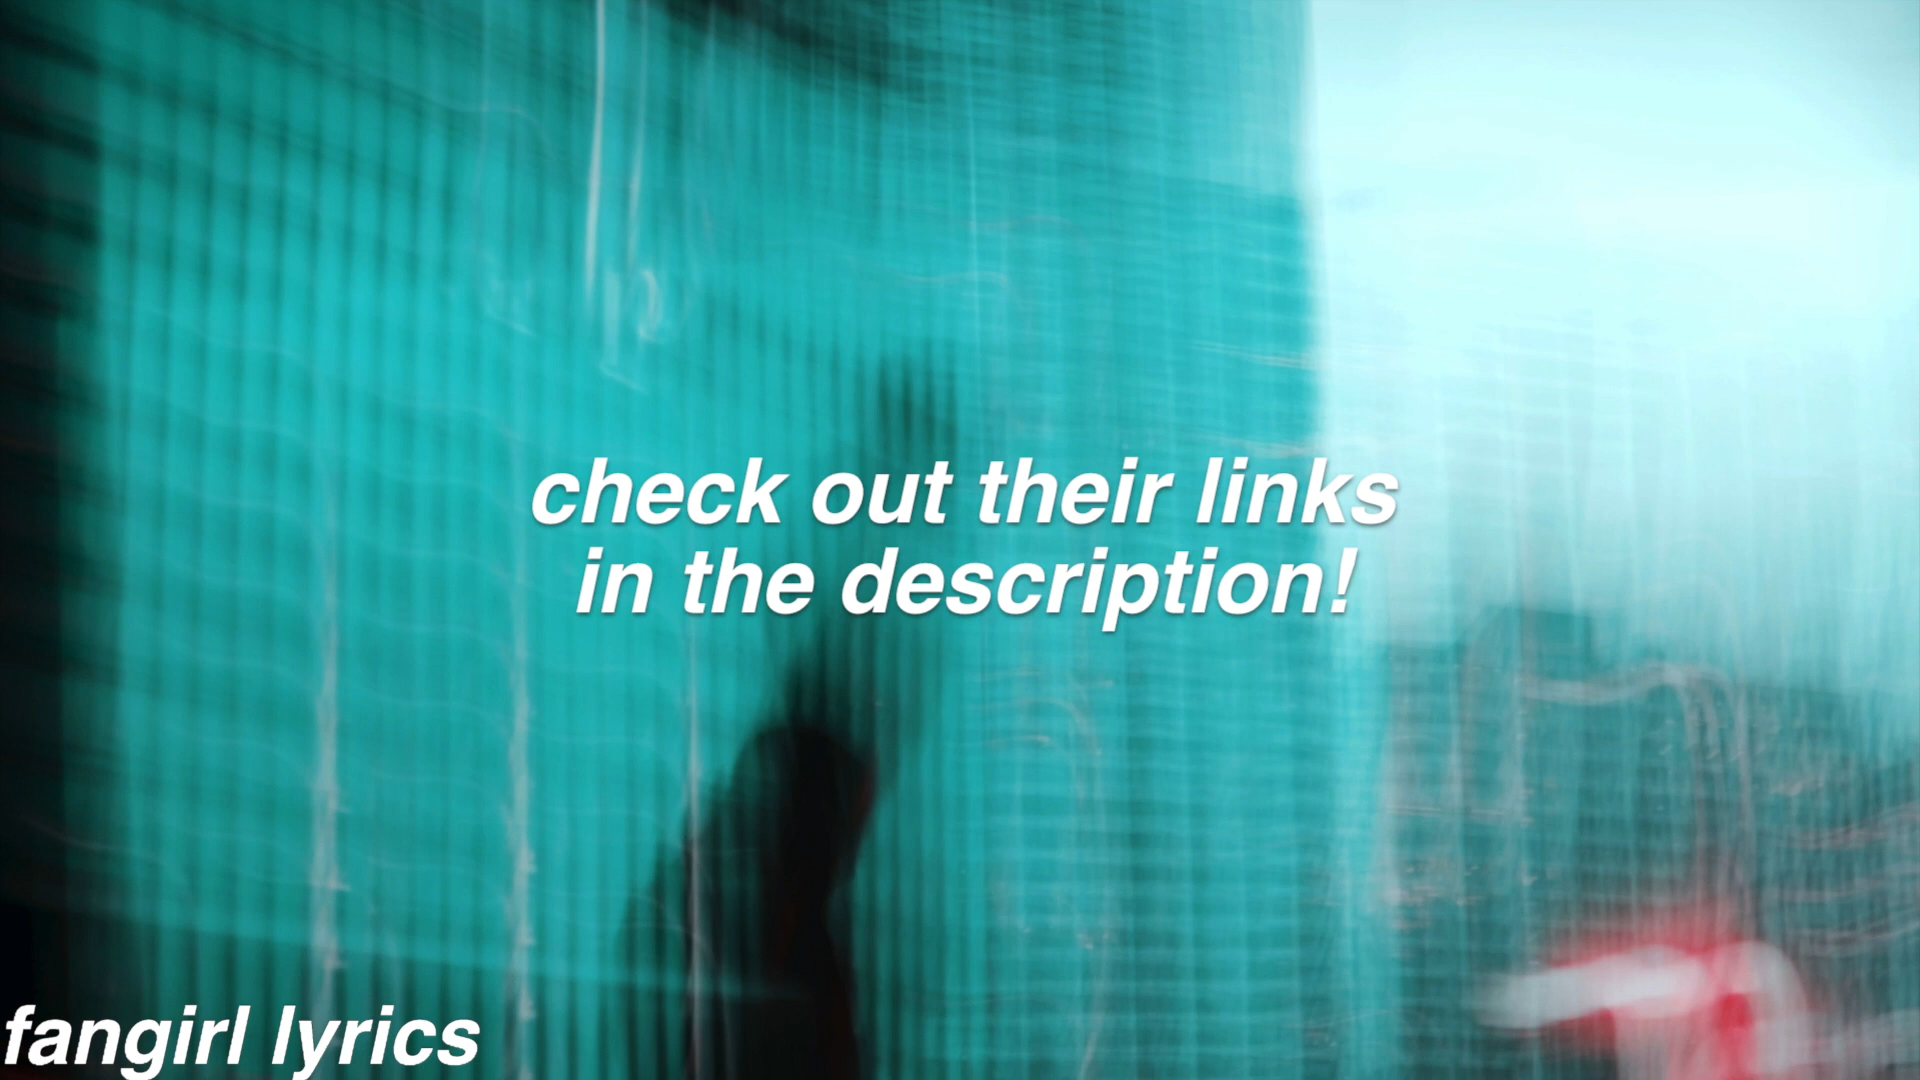 check out their links
in the description!
fangirl lyrics